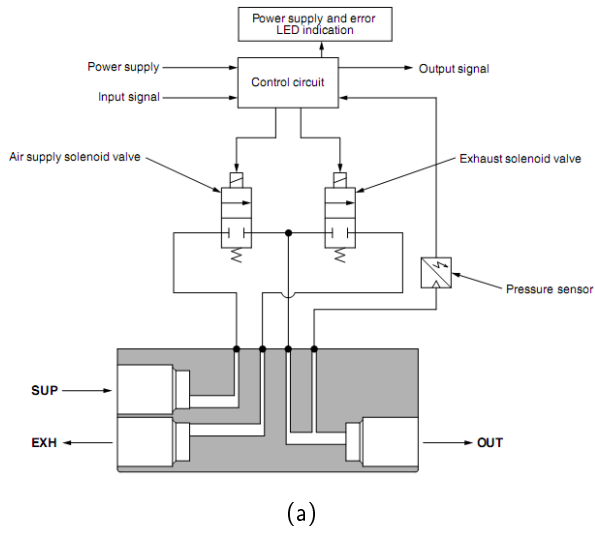 Power supply and error
LED indication
Power supply
Control circuit
Output signal
Input signal
Air supply solenoid valve
Exhaust solenoid valve
Pressure sensor
SUP
EXH
OUT
(a)